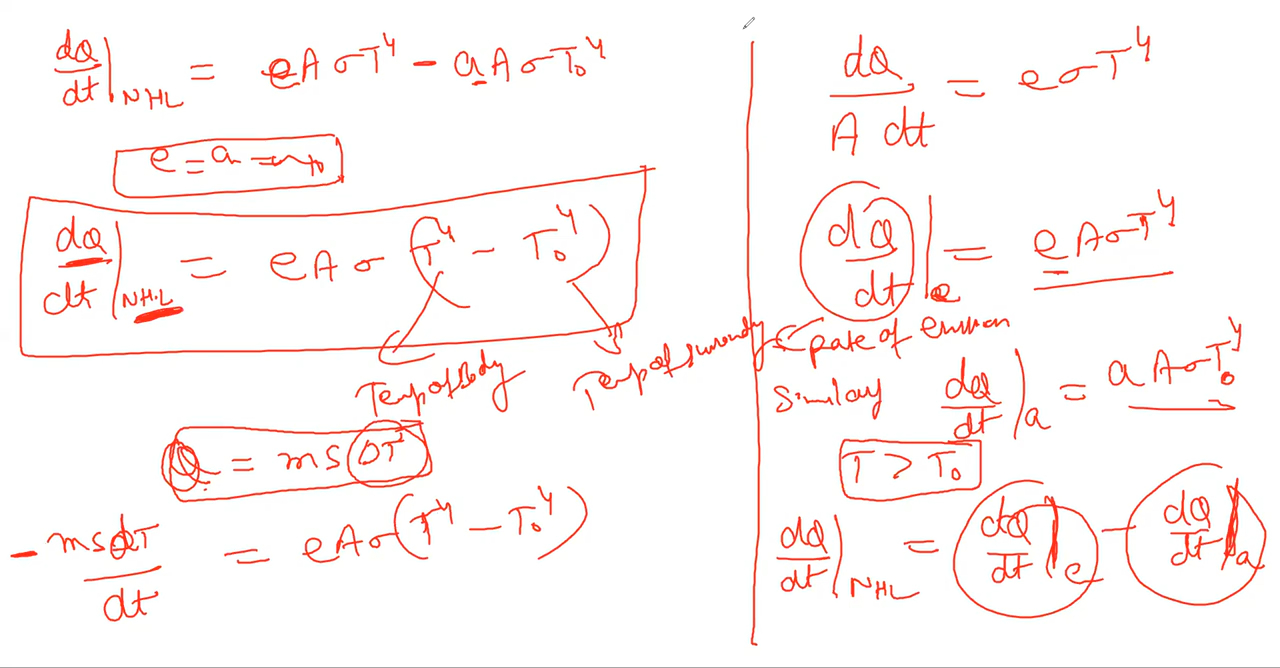 dQ/dt|NHL = eAσT⁴ - aAσT₀⁴
e = a =
dQ/dt|NHL = eAσ(T⁴ - T₀⁴)
Temp of Body
Temp of surroundy
Q = ms ΔT
- msdT/dt = eAσ(T⁴ - T₀⁴)
dQ/A dt = eσT⁴
dQ/dt|e = eAσT⁴
rate of emission
Similary dQ/dt)a = aAσT₀⁴
T > T₀
dQ/dt|NHL = dQ/dt|e - dQ/dt|a